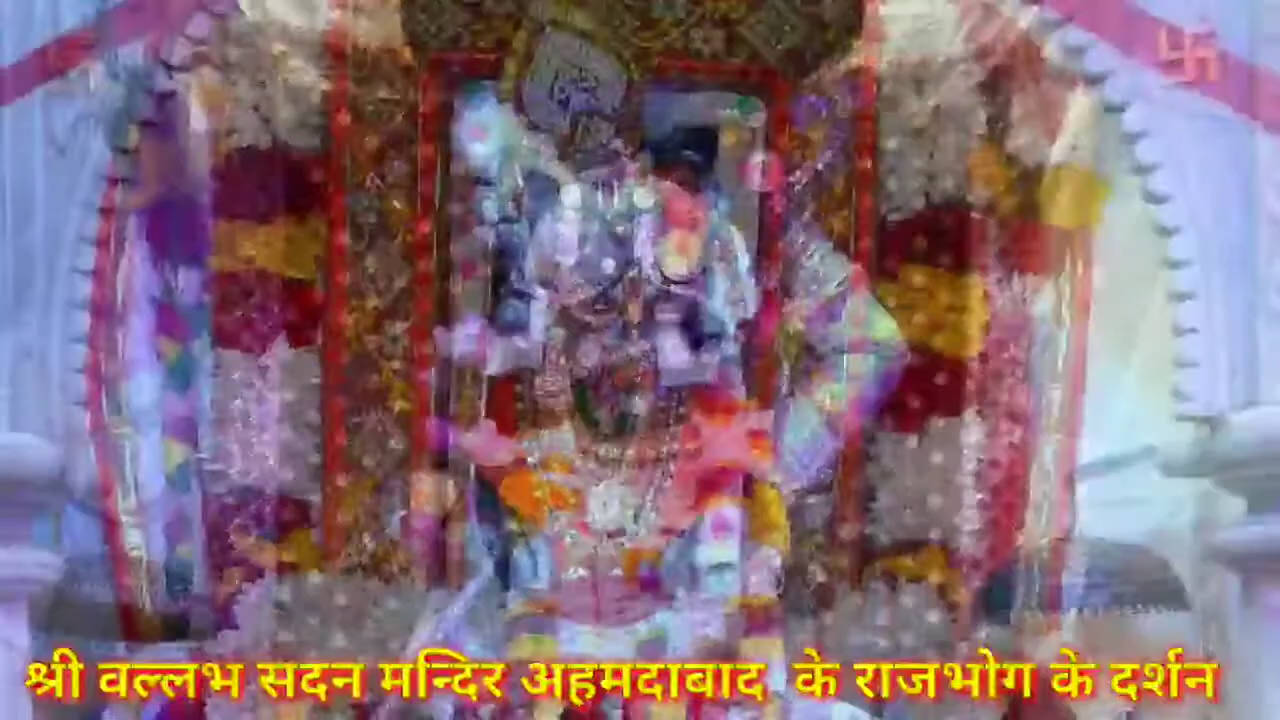 श्री वल्लभ सदन मन्दिर अहमदाबाद के राजभोग के दर्शन